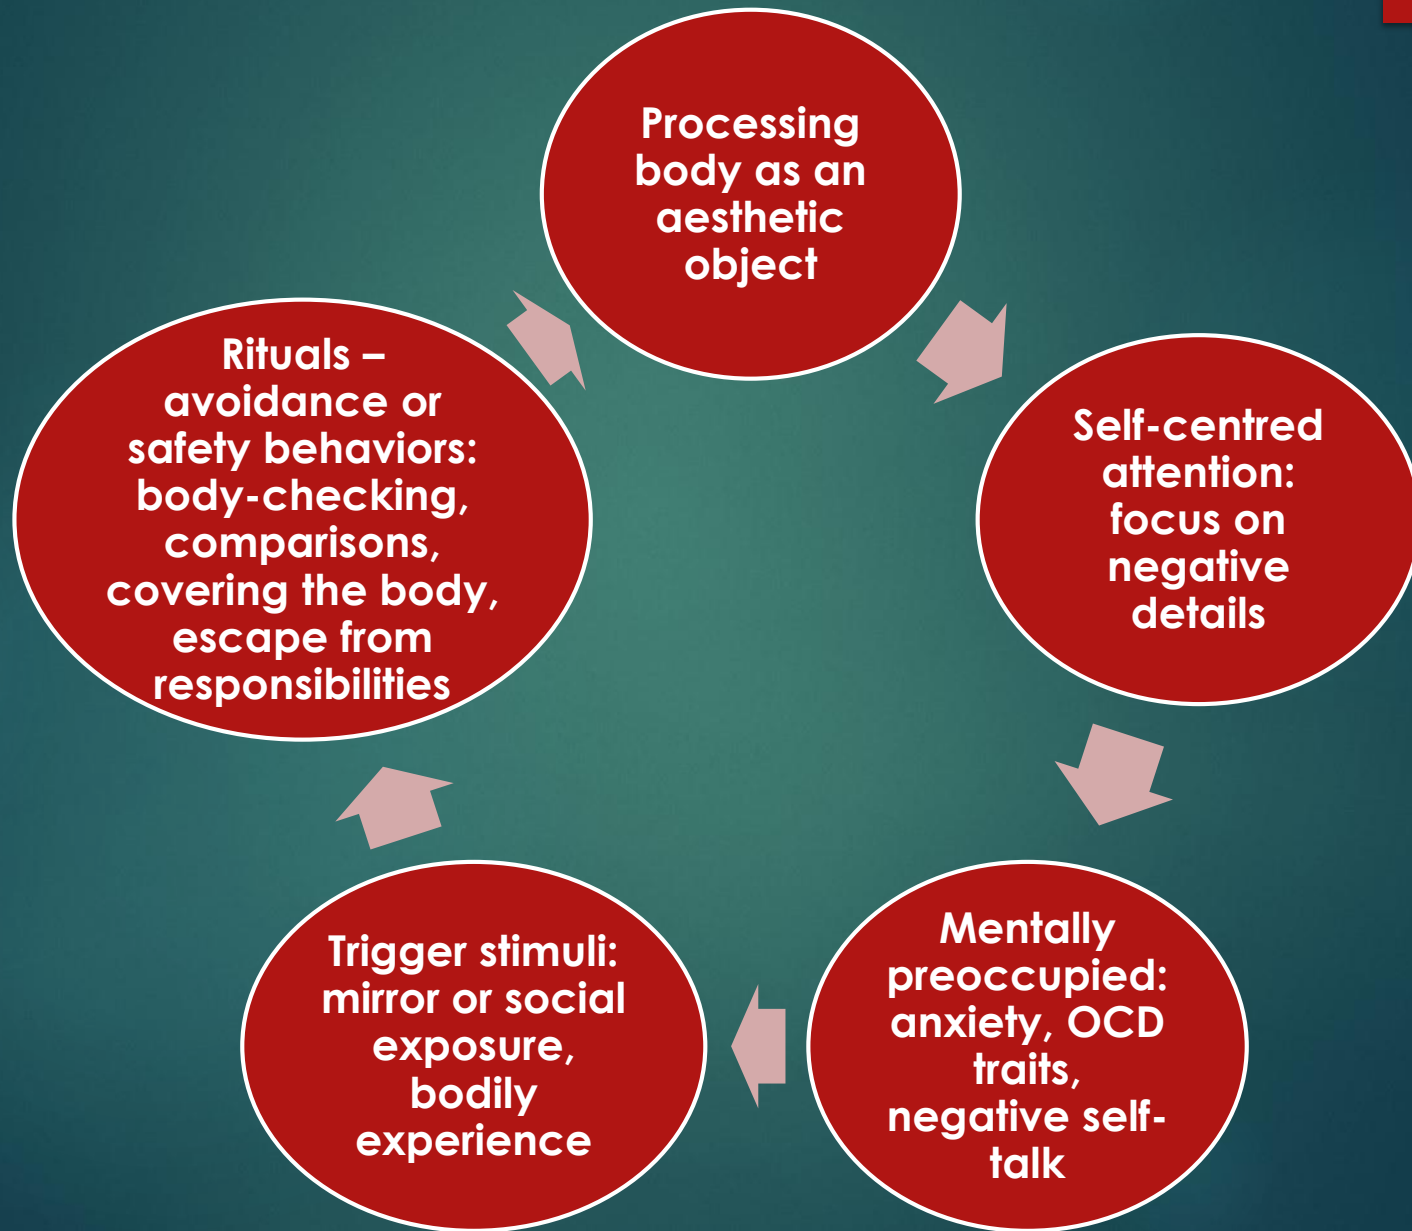 Processing
body as an
aesthetic
object
Self-centred
attention:
focus on
negative
details
Mentally
preoccupied:
anxiety, OCD
traits,
negative self-
talk
Trigger stimuli:
mirror or social
exposure,
bodily
experience
Rituals –
avoidance or
safety behaviors:
body-checking,
comparisons,
covering the body,
escape from
responsibilities